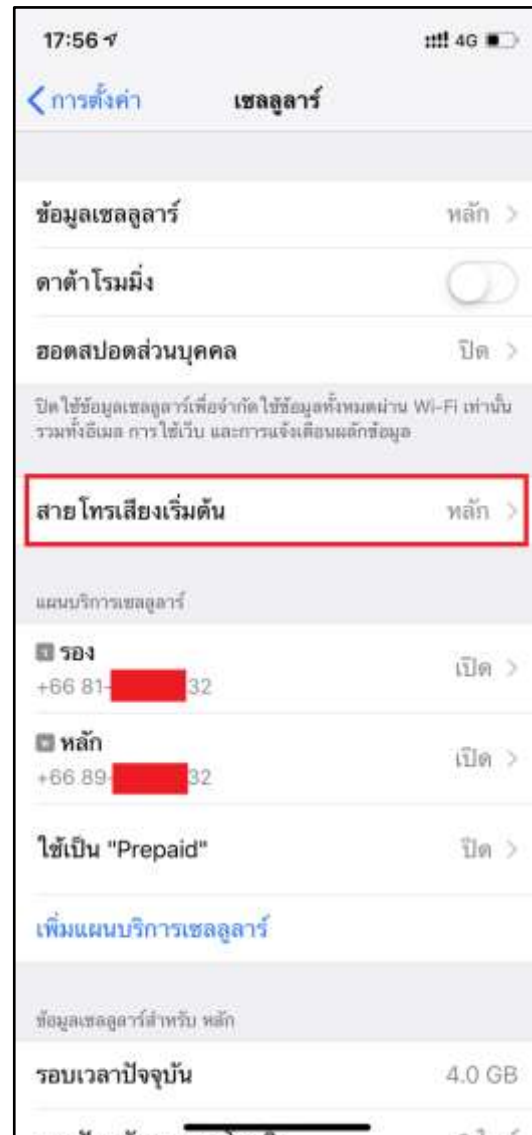 17:56 4G
การตั้งค่า เซลลูลาร์
ข้อมูลเซลลูลาร์ หลัก
ดาต้าโรมมิ่ง
ฮอตสปอตส่วนบุคคล ปิด
ปิดใช้ข้อมูลเซลลูลาร์เพื่อจำกัดใช้ข้อมูลทั้งหมดผ่าน Wi-Fi เท่านั้น
รวมทั้งอีเมล การใช้เว็บ และการแจ้งเตือนผลักข้อมูล
สายโทรเสียงเริ่มต้น หลัก
แผนบริการเซลลูลาร์
รอง เปิด
+66 81- 32
หลัก เปิด
+66 89- 32
ใช้เป็น "Prepaid" ปิด
เพิ่มแผนบริการเซลลูลาร์
ข้อมูลเซลลูลาร์สำหรับ หลัก
รอบเวลาปัจจุบัน 4.0 GB